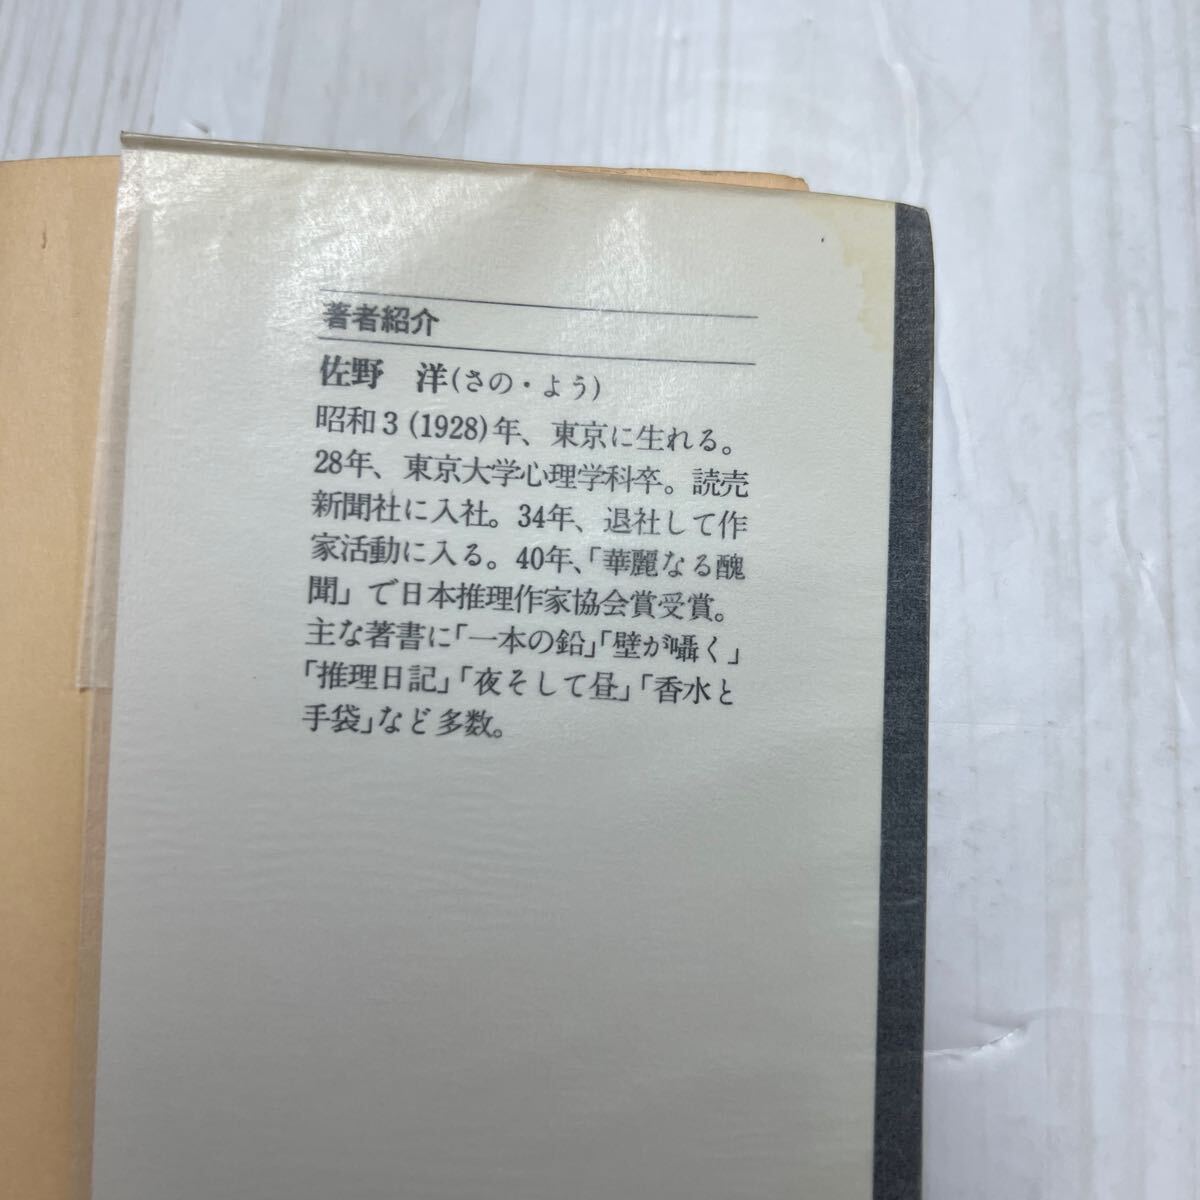 著者紹介
佐野　洋(さの・よう)
昭和3(1928)年、東京に生れる。
28年、東京大学心理学科卒。読売
新聞社に入社。34年、退社して作
家活動に入る。40年、「華麗なる醜
聞」で日本推理作家協会賞受賞。
主な著書に「一本の鉛」「壁が囁く」
「推理日記」「夜そして昼」「香水と
手袋」など多数。